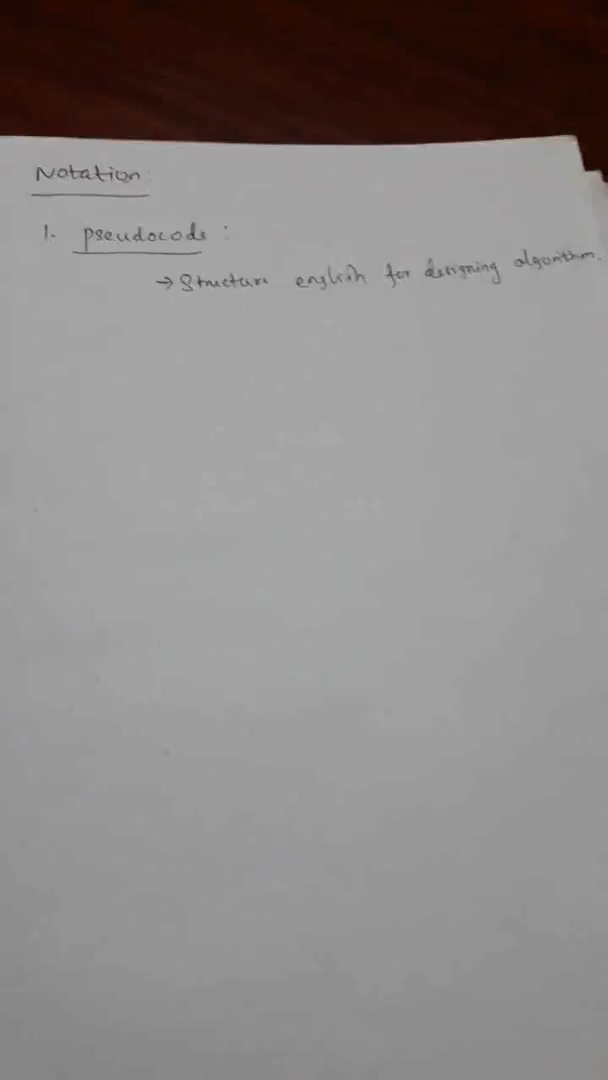 Notation:
1. pseudocode :
→ Structure english for designing algorithm.